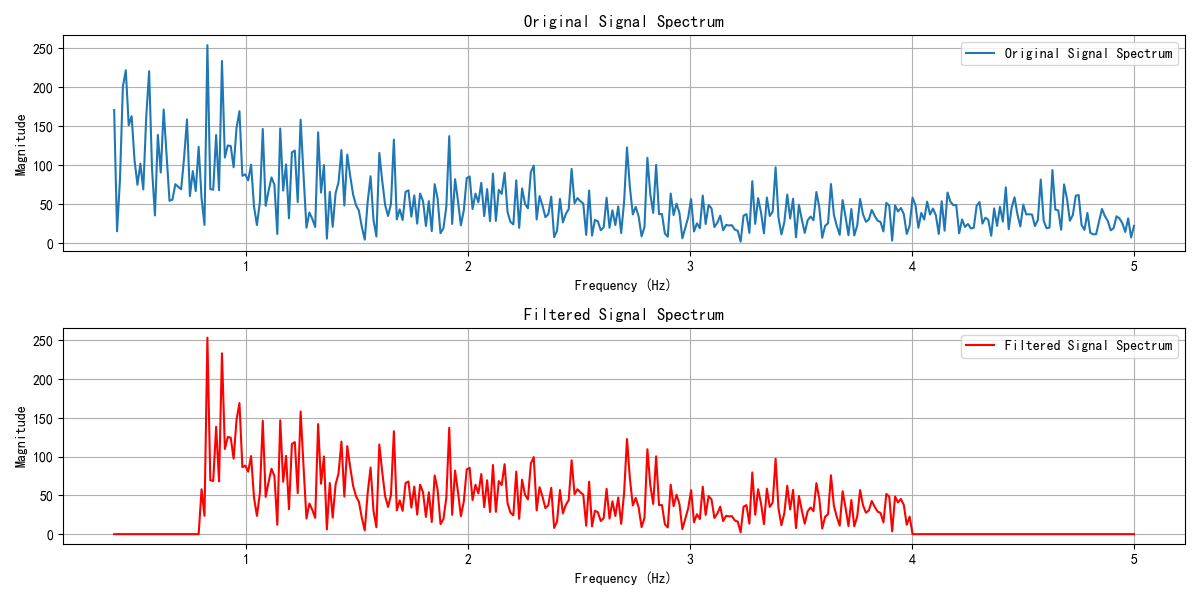 Original Signal Spectrum
Original Signal Spectrum
Magnitude
250
200
150
100
50
0
1
2
3
4
5
Frequency (Hz)
Filtered Signal Spectrum
Filtered Signal Spectrum
Magnitude
250
200
150
100
50
0
1
2
3
4
5
Frequency (Hz)